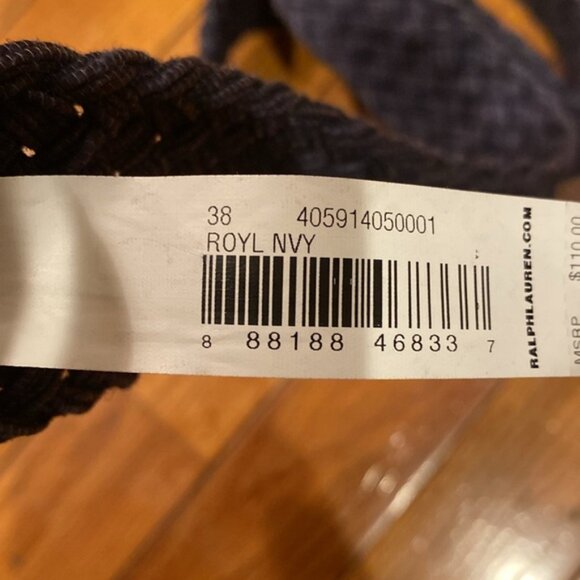 38 405914050001
ROYL NVY
8 88188 46833 7
RALPHLAUREN.COM
MSRP $110.00